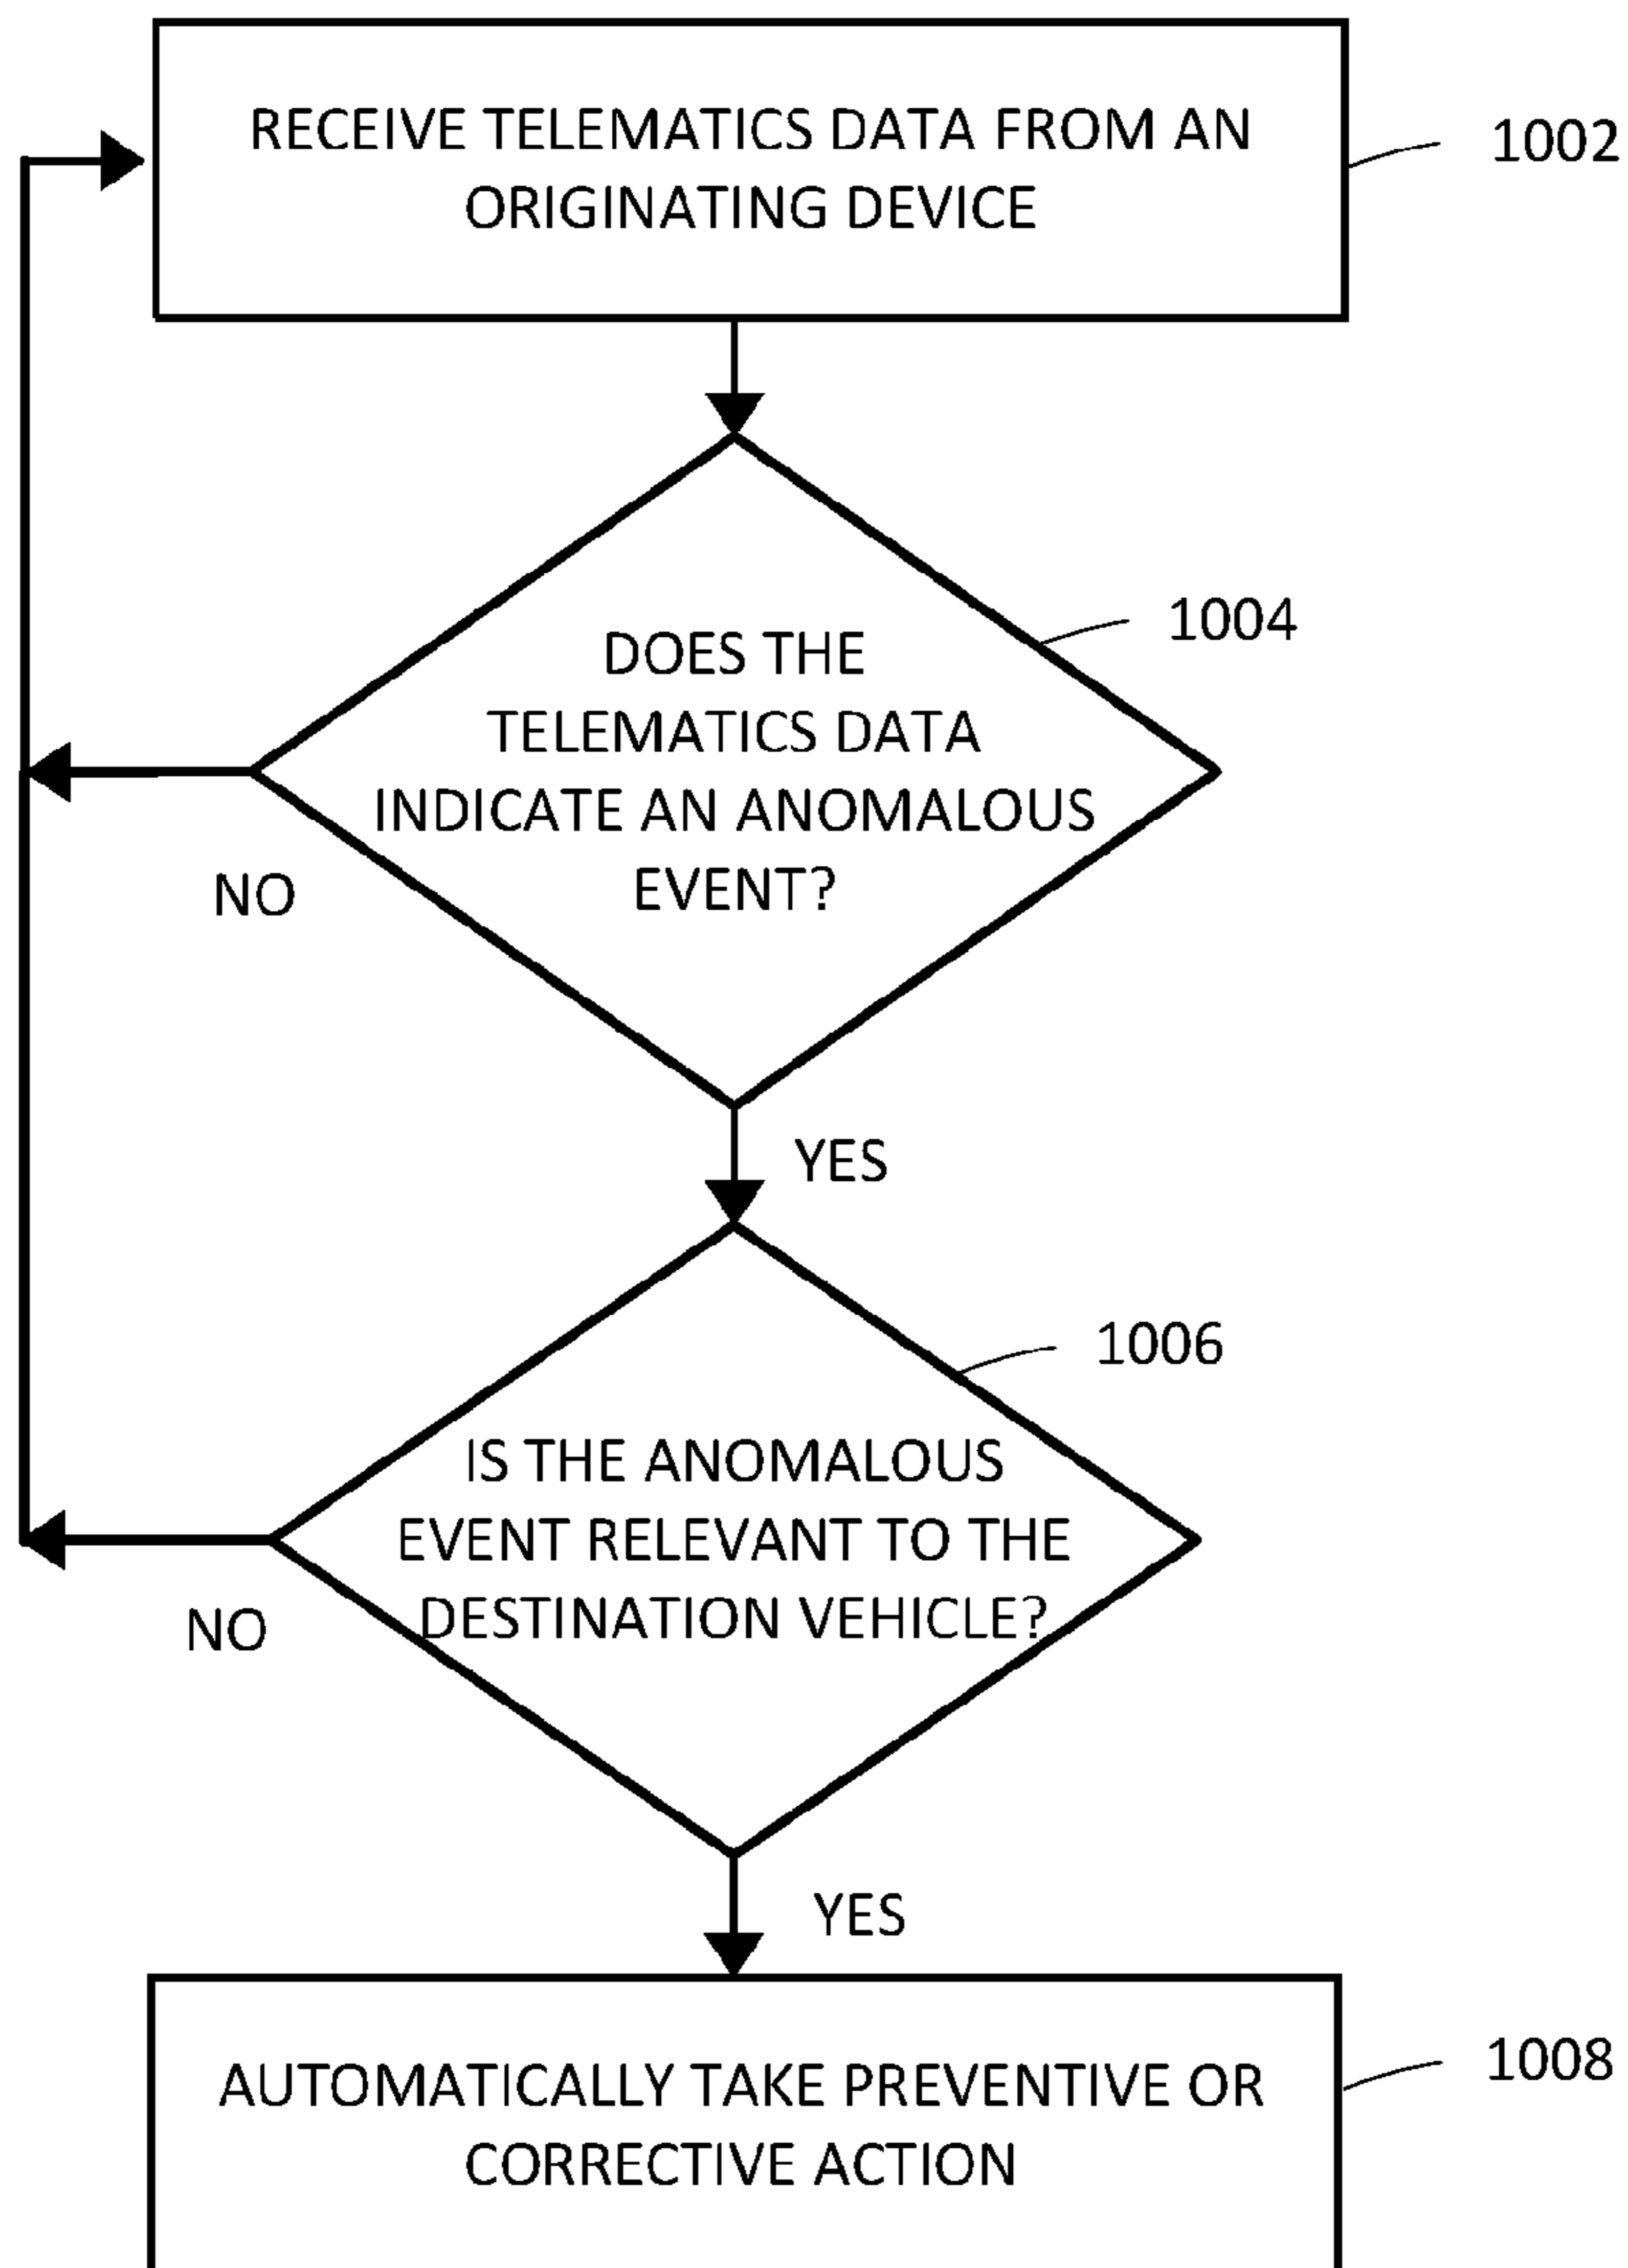 RECEIVE TELEMATICS DATA FROM AN
ORIGINATING DEVICE
1002
DOES THE
TELEMATICS DATA
INDICATE AN ANOMALOUS
EVENT?
1004
NO
YES
IS THE ANOMALOUS
EVENT RELEVANT TO THE
DESTINATION VEHICLE?
1006
NO
YES
AUTOMATICALLY TAKE PREVENTIVE OR
CORRECTIVE ACTION
1008